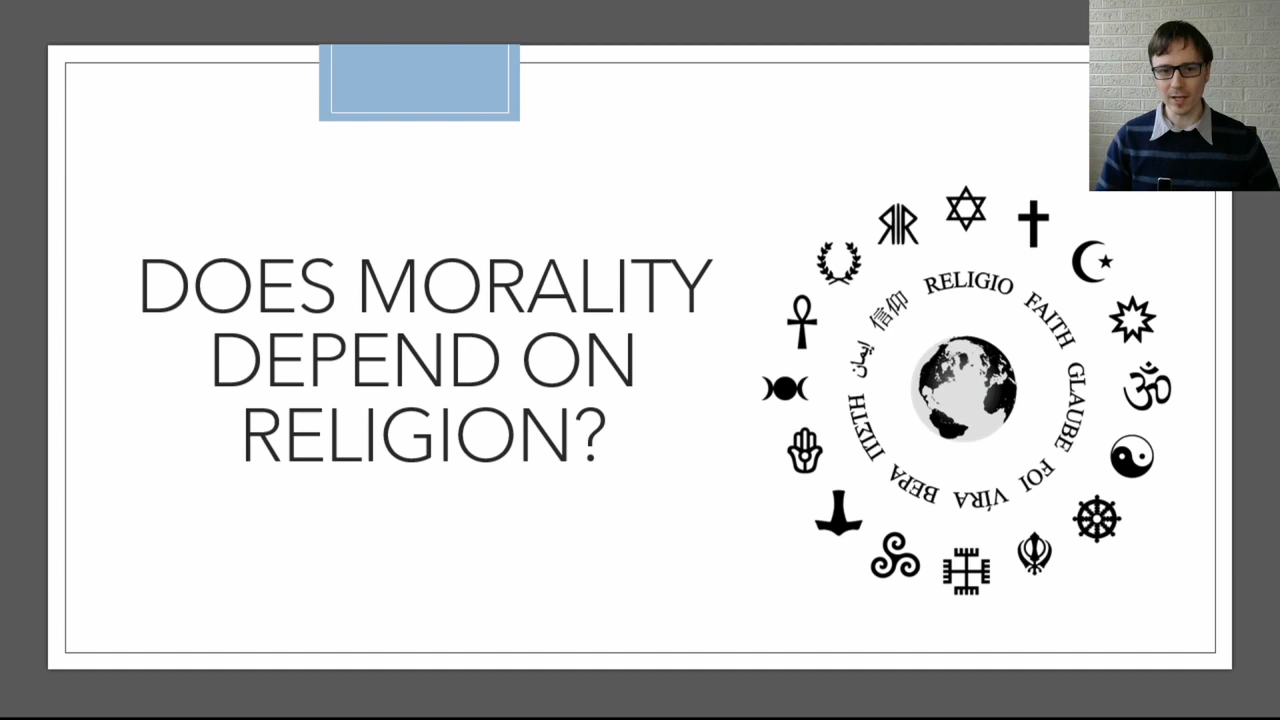 DOES MORALITY
DEPEND ON
RELIGION?
RELIGIO
FAITH
GLAUBE
FOI
VÍRA
ВЕРА
ΠΙΣΤΗ
إيمان
信仰